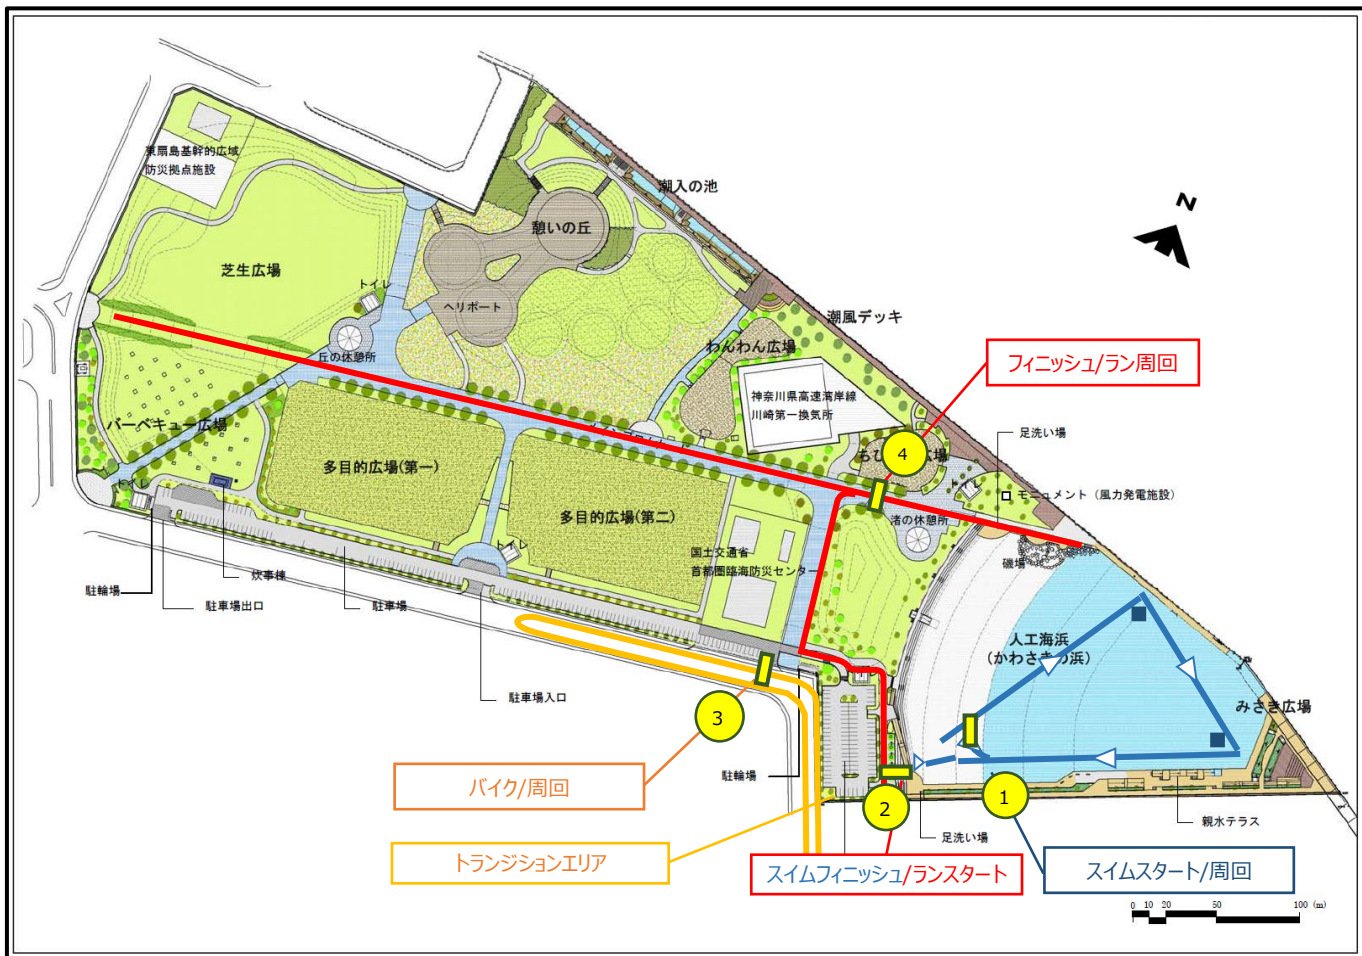 東扇島基幹的広域
防災拠点施設
潮入の池
N
憩いの丘
芝生広場
トイレ
ヘリポート
潮風デッキ
わんわん広場
丘の休憩所
フィニッシュ/ラン周回
神奈川県高速湾岸線
川崎第一換気所
足洗い場
バーベキュー広場
4
多目的広場(第一)
トイレ
モニュメント（風力発電施設）
トイレ
多目的広場(第二)
渚の休憩所
トイレ
国土交通省
首都圏臨海防災センター
磯場
炊事棟
駐輪場
駐車場出口
駐車場
人工海浜
(かわさきの浜)
駐車場入口
みさき広場
3
駐輪場
バイク/周回
2
1
親水テラス
足洗い場
トランジションエリア
スイムフィニッシュ/ランスタート
スイムスタート/周回
0 10 20 50 100 (m)